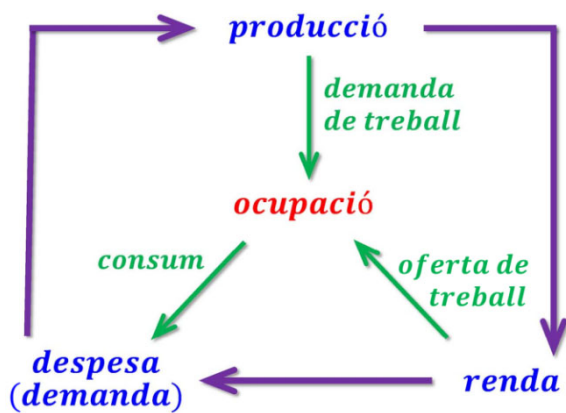 producció
demanda
de treball
ocupació
consum
oferta de
treball
despesa
(demanda)
renda